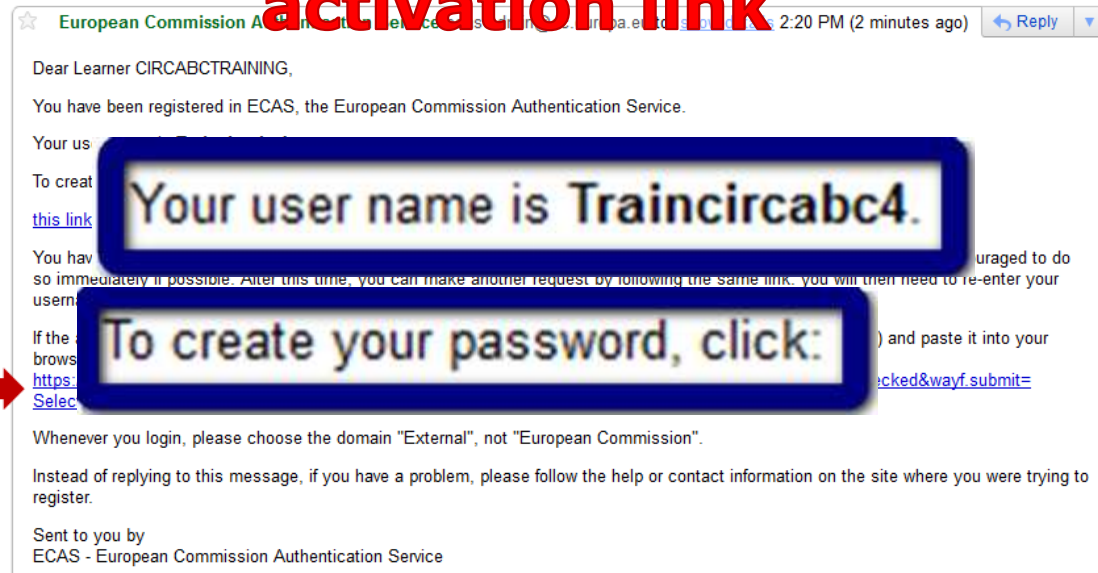 activation link
European Commission 2:20 PM (2 minutes ago) Reply
Dear Learner CIRCABCTRAINING,
You have been registered in ECAS, the European Commission Authentication Service.
Your
Your user name is Traincircabc4.
To
this link
You uraged to do
so immediately if possible. After this time, you can make another request by following the same link. you will then need to re-enter your
To create your password, click:
If the ) and paste it into your
https: ecked&wayf.submit=
Selec
Whenever you login, please choose the domain "External", not "European Commission".
Instead of replying to this message, if you have a problem, please follow the help or contact information on the site where you were trying to
register.
Sent to you by
ECAS - European Commission Authentication Service